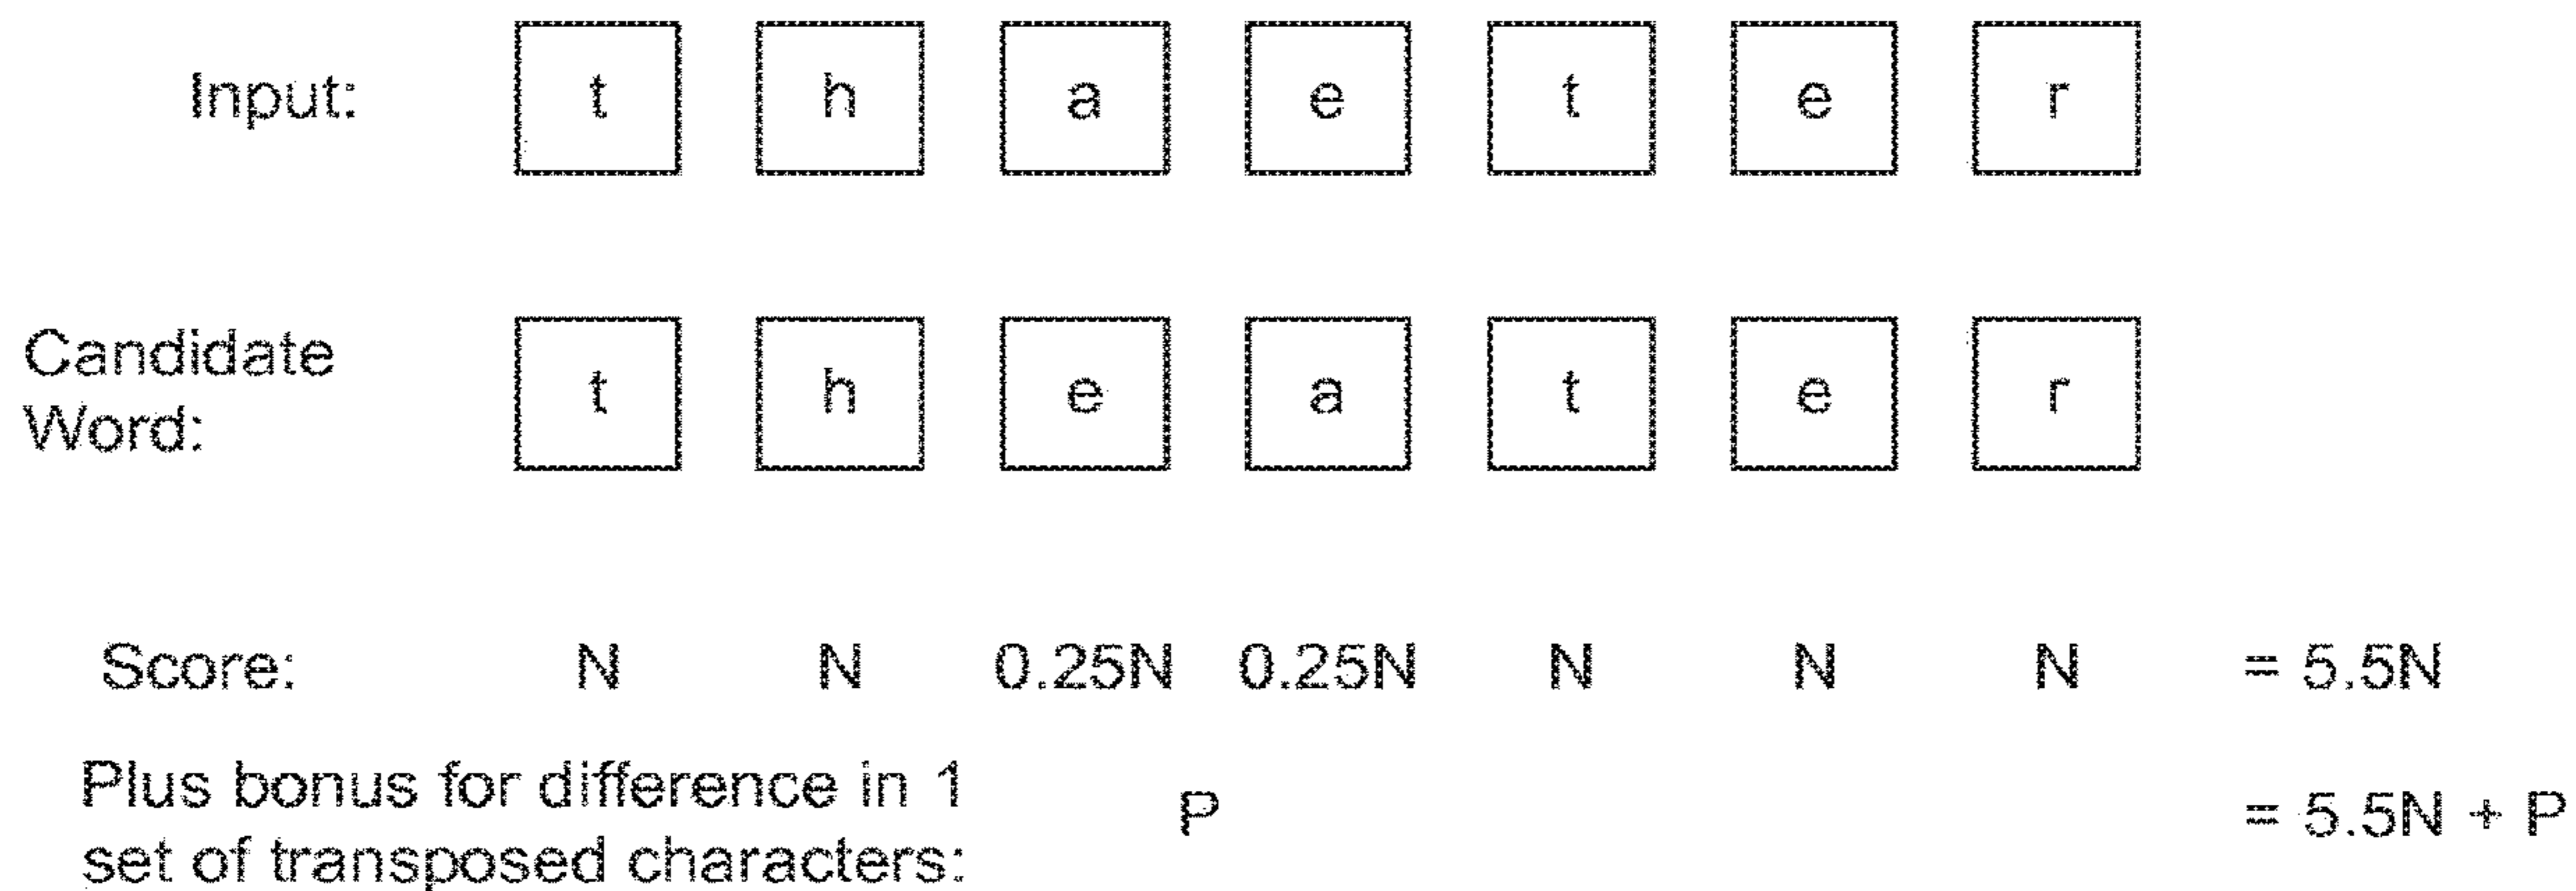 Input: t h a e t e r
Candidate
Word: t h e a t e r
Score: N N 0.25N 0.25N N N N = 5.5N
Plus bonus for difference in 1
set of transposed characters: P = 5.5N + P